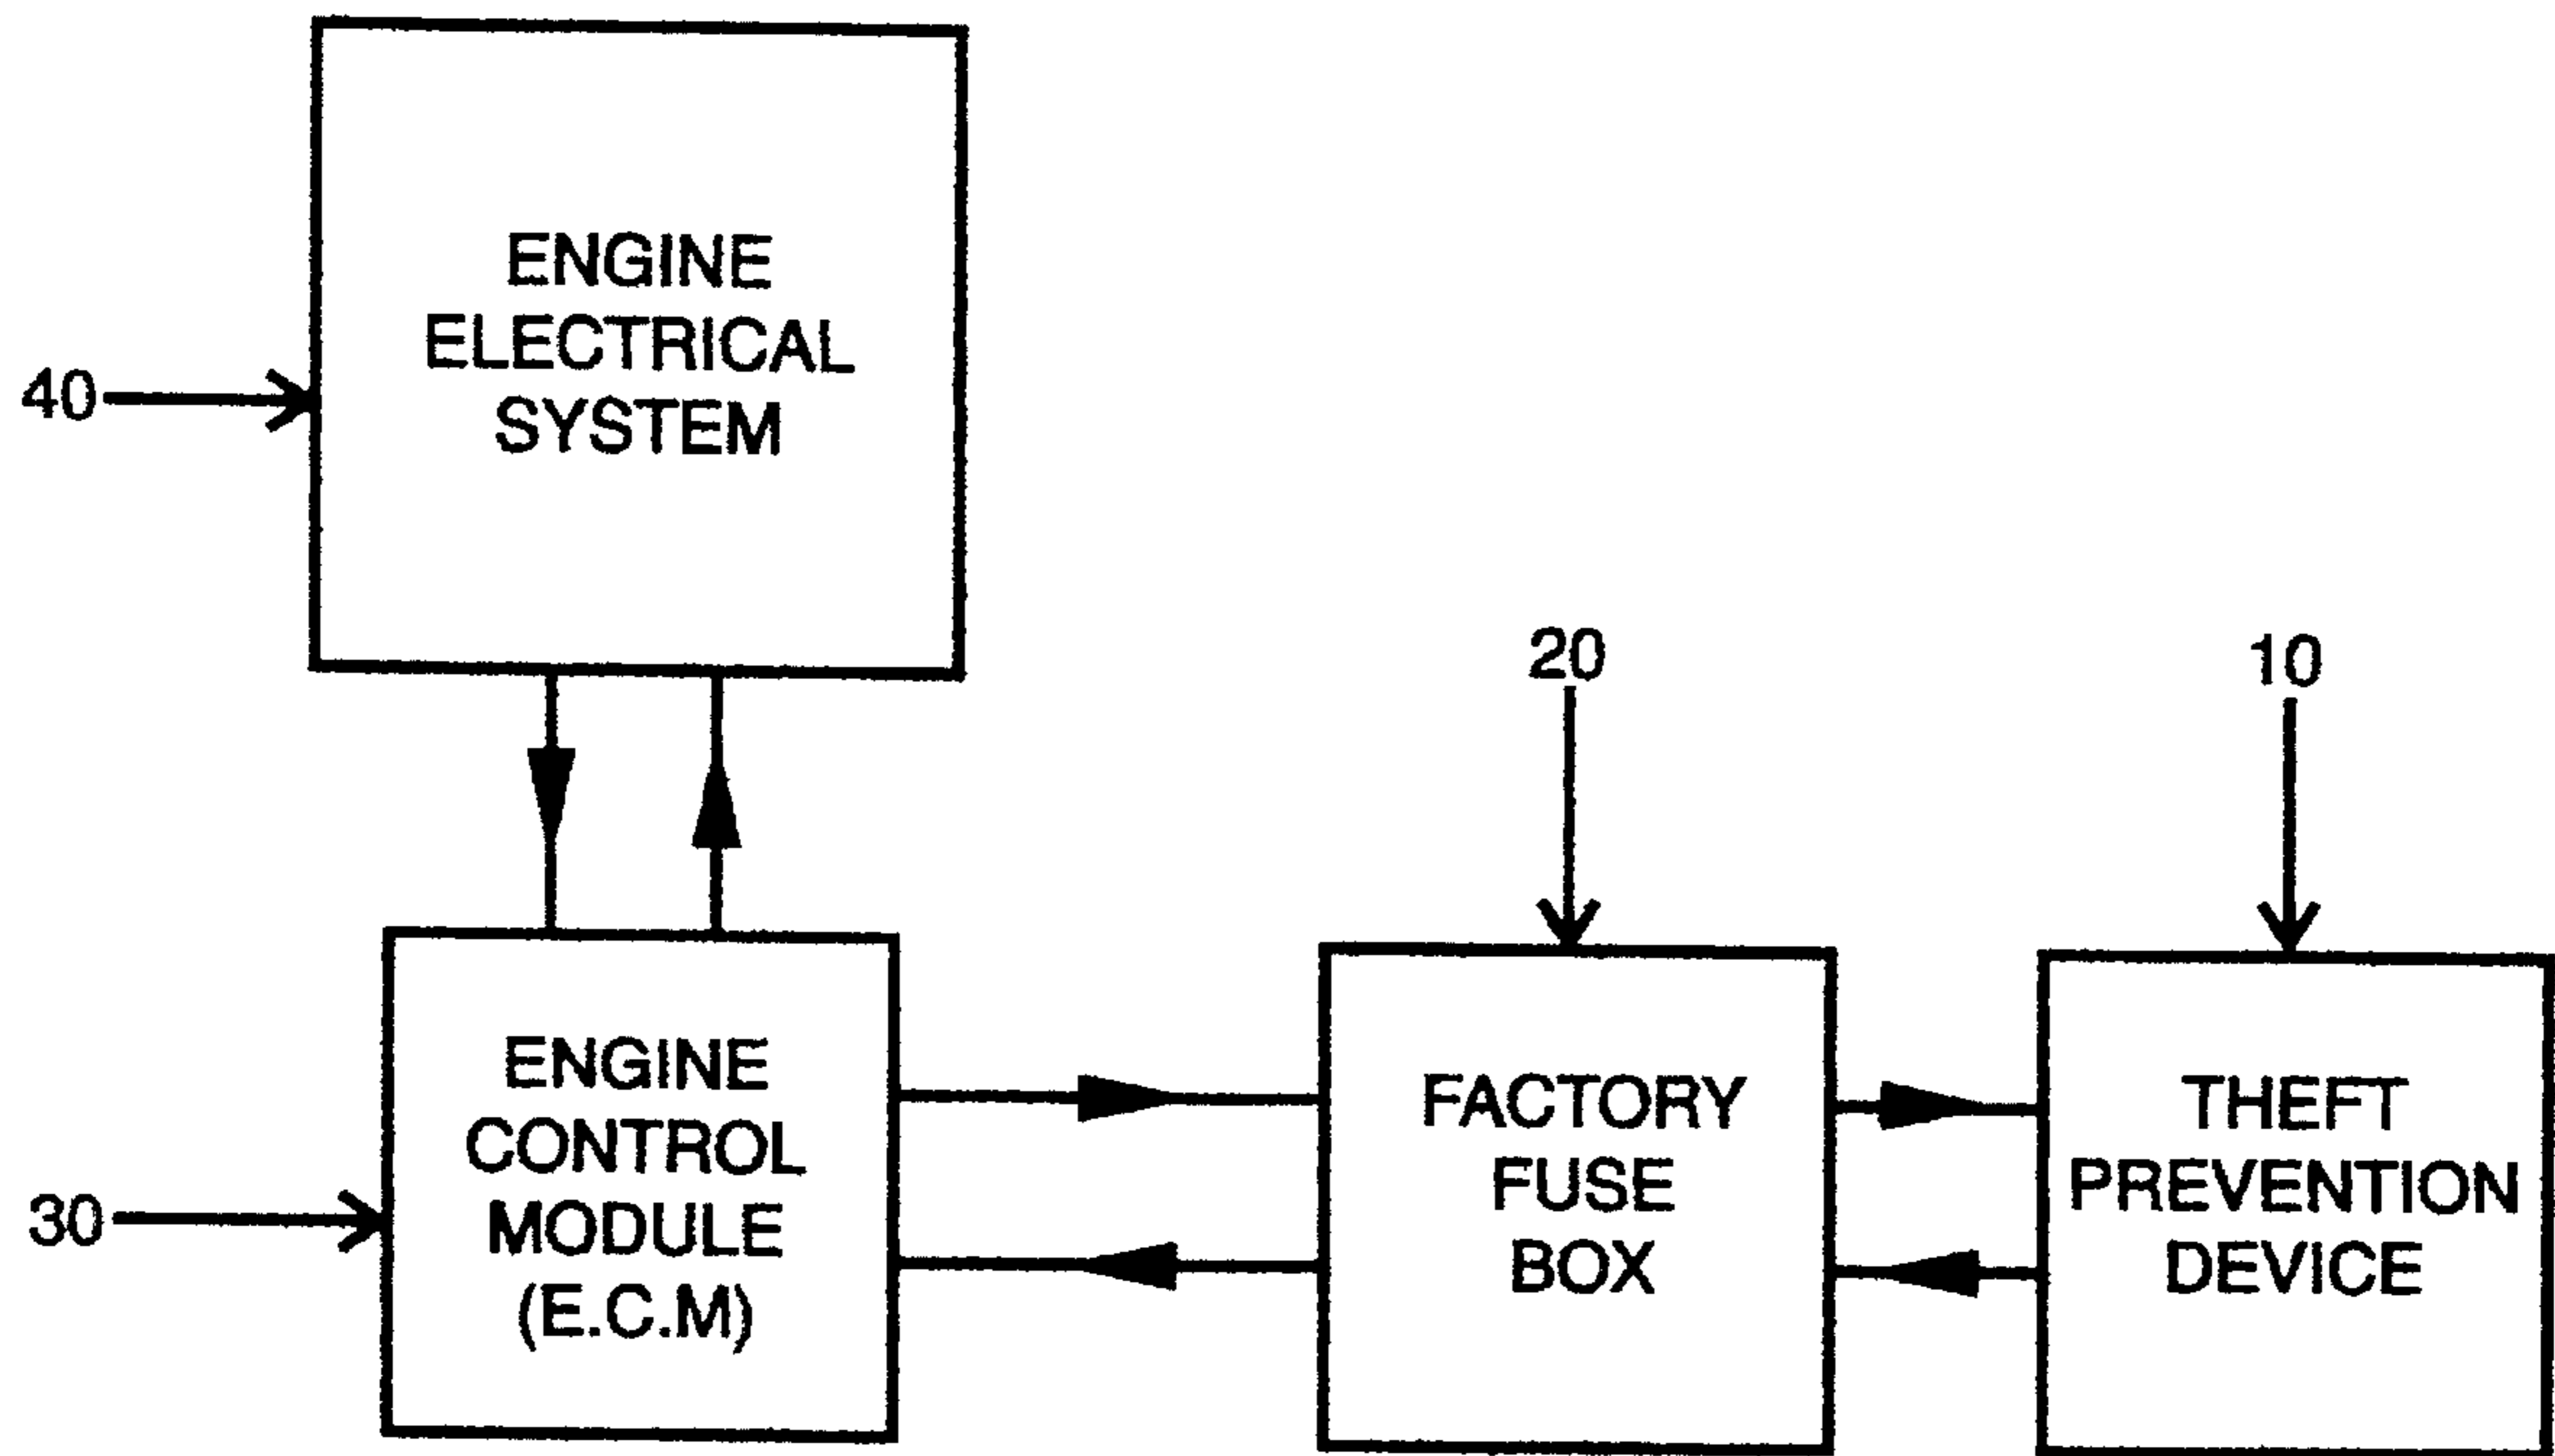 ENGINE
ELECTRICAL
SYSTEM
40
20
10
ENGINE
CONTROL
MODULE
(E.C.M)
30
FACTORY
FUSE
BOX
THEFT
PREVENTION
DEVICE